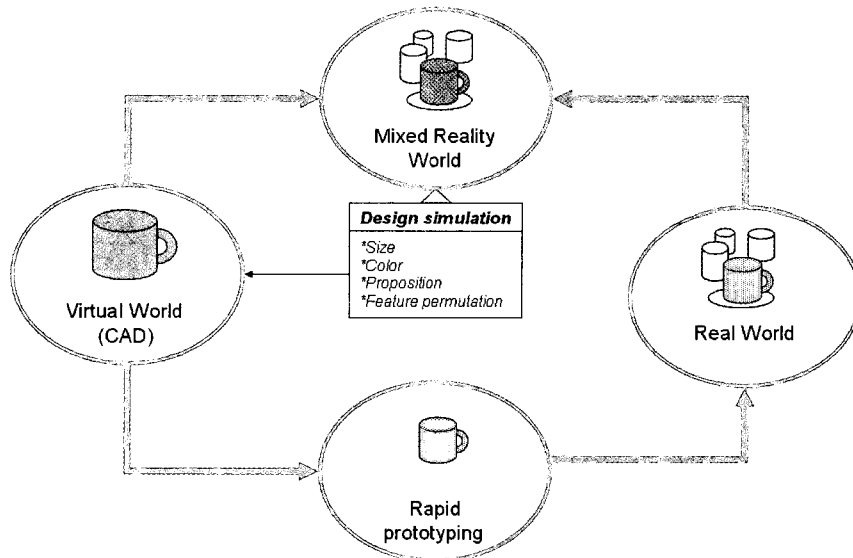 Mixed Reality
World
Design simulation
*Size
*Color
*Proposition
*Feature permutation
Virtual World
(CAD)
Real World
Rapid
prototyping